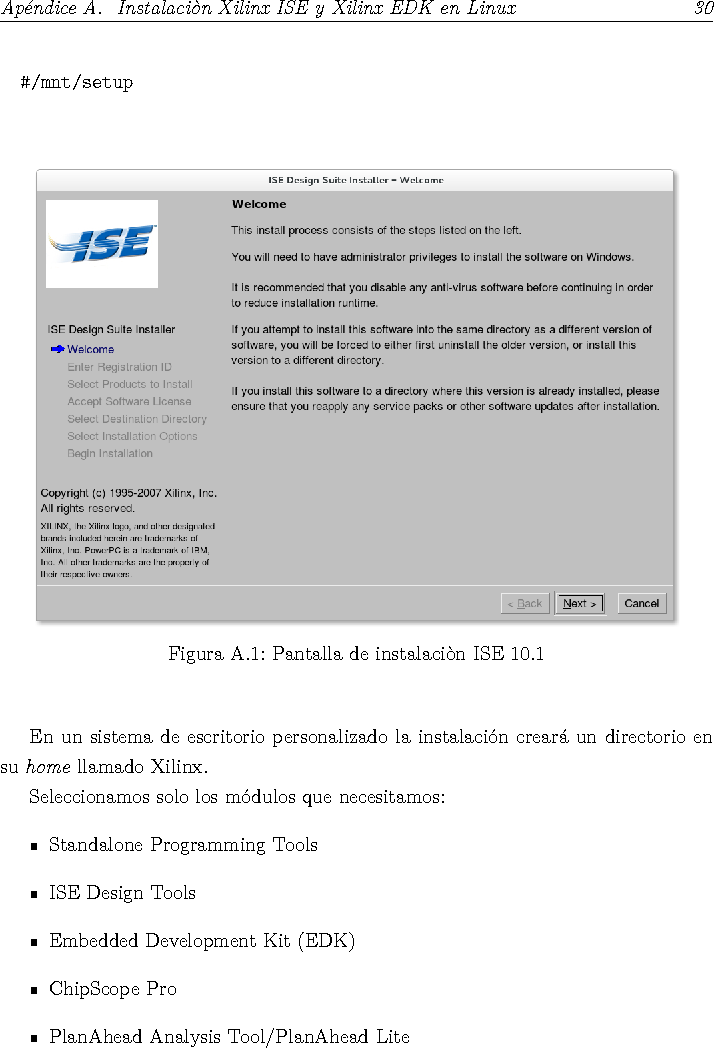 Apéndice A. Instalaciòn Xilinx ISE y Xilinx EDK en Linux 30
#/mnt/setup
ISE Design Suite Installer - Welcome
ISE
Welcome
This install process consists of the steps listed on the left.
You will need to have administrator privileges to install the software on Windows.
It is recommended that you disable any anti-virus software before continuing in order
to reduce installation runtime.
ISE Design Suite Installer
Welcome
Enter Registration ID
Select Products to Install
Accept Software License
Select Destination Directory
Select Installation Options
Begin Installation
If you attempt to install this software into the same directory as a different version of
software, you will be forced to either first uninstall the older version, or install this
version to a different directory.
If you install this software to a directory where this version is already installed, please
ensure that you reapply any service packs or other software updates after installation.
Copyright (c) 1995-2007 Xilinx, Inc.
All rights reserved.
XILINX, the Xilinx logo, and other designated
brands included herein are trademarks of
Xilinx, Inc. PowerPC is a trademark of IBM,
Inc. All other trademarks are the property of
their respective owners.
< Back Next > Cancel
Figura A.1: Pantalla de instalaciòn ISE 10.1
En un sistema de escritorio personalizado la instalación creará un directorio en
su home llamado Xilinx.
Seleccionamos solo los módulos que necesitamos:
▪ Standalone Programming Tools
▪ ISE Design Tools
▪ Embedded Development Kit (EDK)
▪ ChipScope Pro
▪ PlanAhead Analysis Tool/PlanAhead Lite